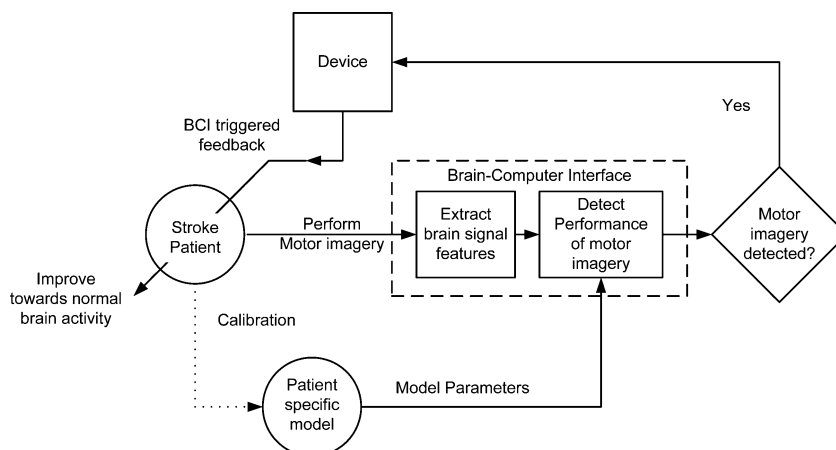 Device
Yes
BCI triggered
feedback
Brain-Computer Interface
Stroke
Patient
Perform
Motor imagery
Extract
brain signal
features
Detect
Performance
of motor
imagery
Motor
imagery
detected?
Improve
towards normal
brain activity
Calibration
Patient
specific
model
Model Parameters